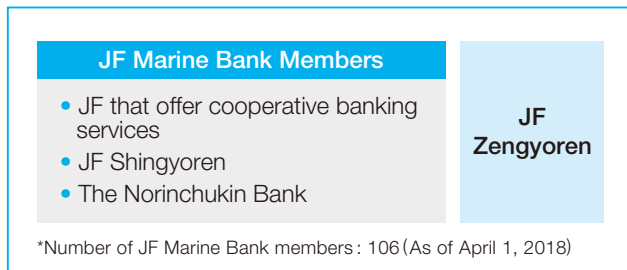 JF Marine Bank Members
• JF that offer cooperative banking
services
• JF Shingyoren
• The Norinchukin Bank
JF
Zengyoren
*Number of JF Marine Bank members: 106 (As of April 1, 2018)